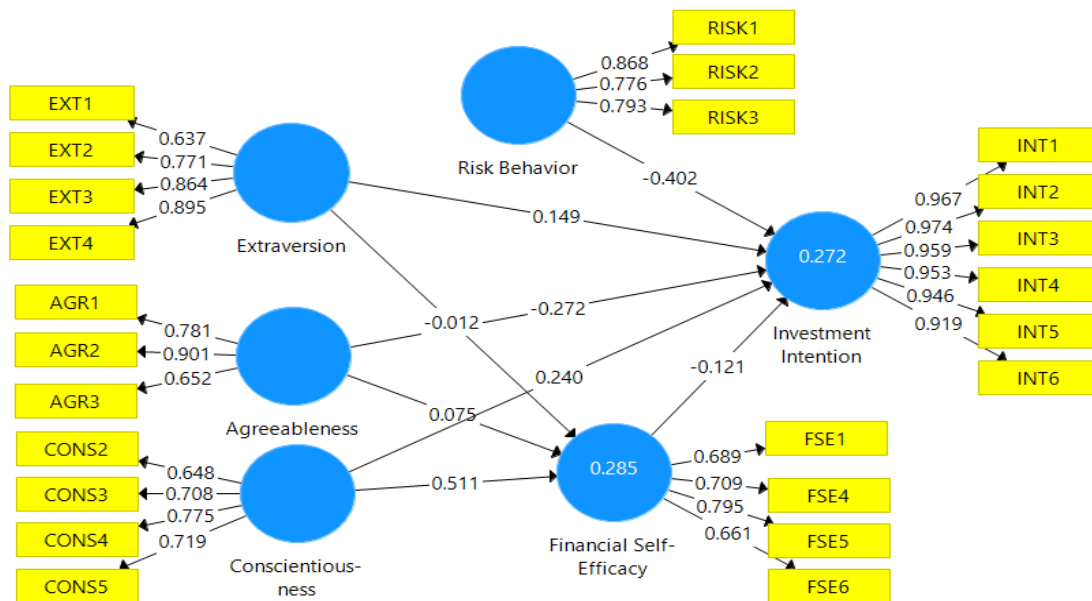 RISK1
0.868
RISK2
0.776
0.793
RISK3
Risk Behavior
EXT1
0.637
EXT2
0.771
EXT3
0.864
0.895
EXT4
Extraversion
-0.402
0.149
INT1
0.967
INT2
0.974
INT3
0.959
0.953
INT4
0.946
INT5
0.919
INT6
0.272
Investment
Intention
AGR1
0.781
AGR2
0.901
0.652
AGR3
Agreeableness
-0.012
-0.272
0.240
-0.121
0.075
CONS2
0.648
CONS3
0.708
CONS4
0.775
0.719
CONS5
Conscientious-
ness
0.511
0.285
Financial Self-
Efficacy
FSE1
0.689
0.709
FSE4
0.795
FSE5
0.661
FSE6